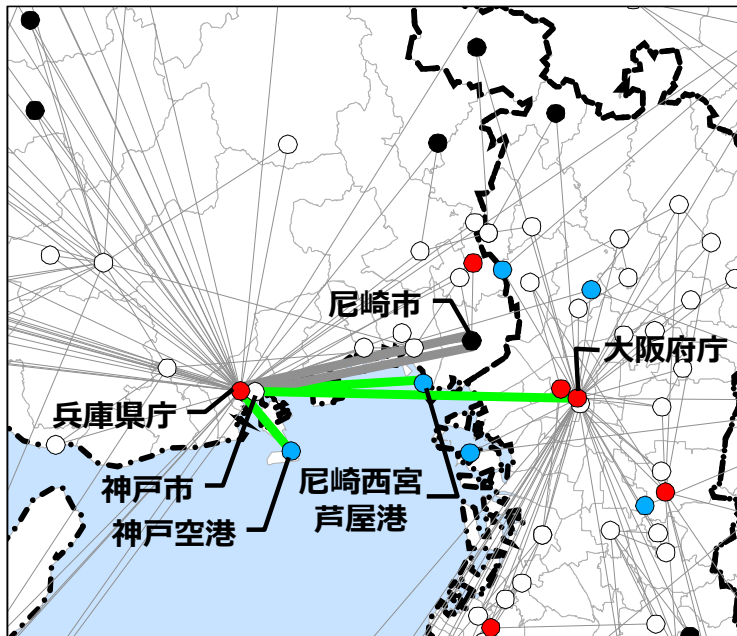 尼崎市
大阪府庁
兵庫県庁
神戸市
神戸空港
尼崎西宮
芦屋港